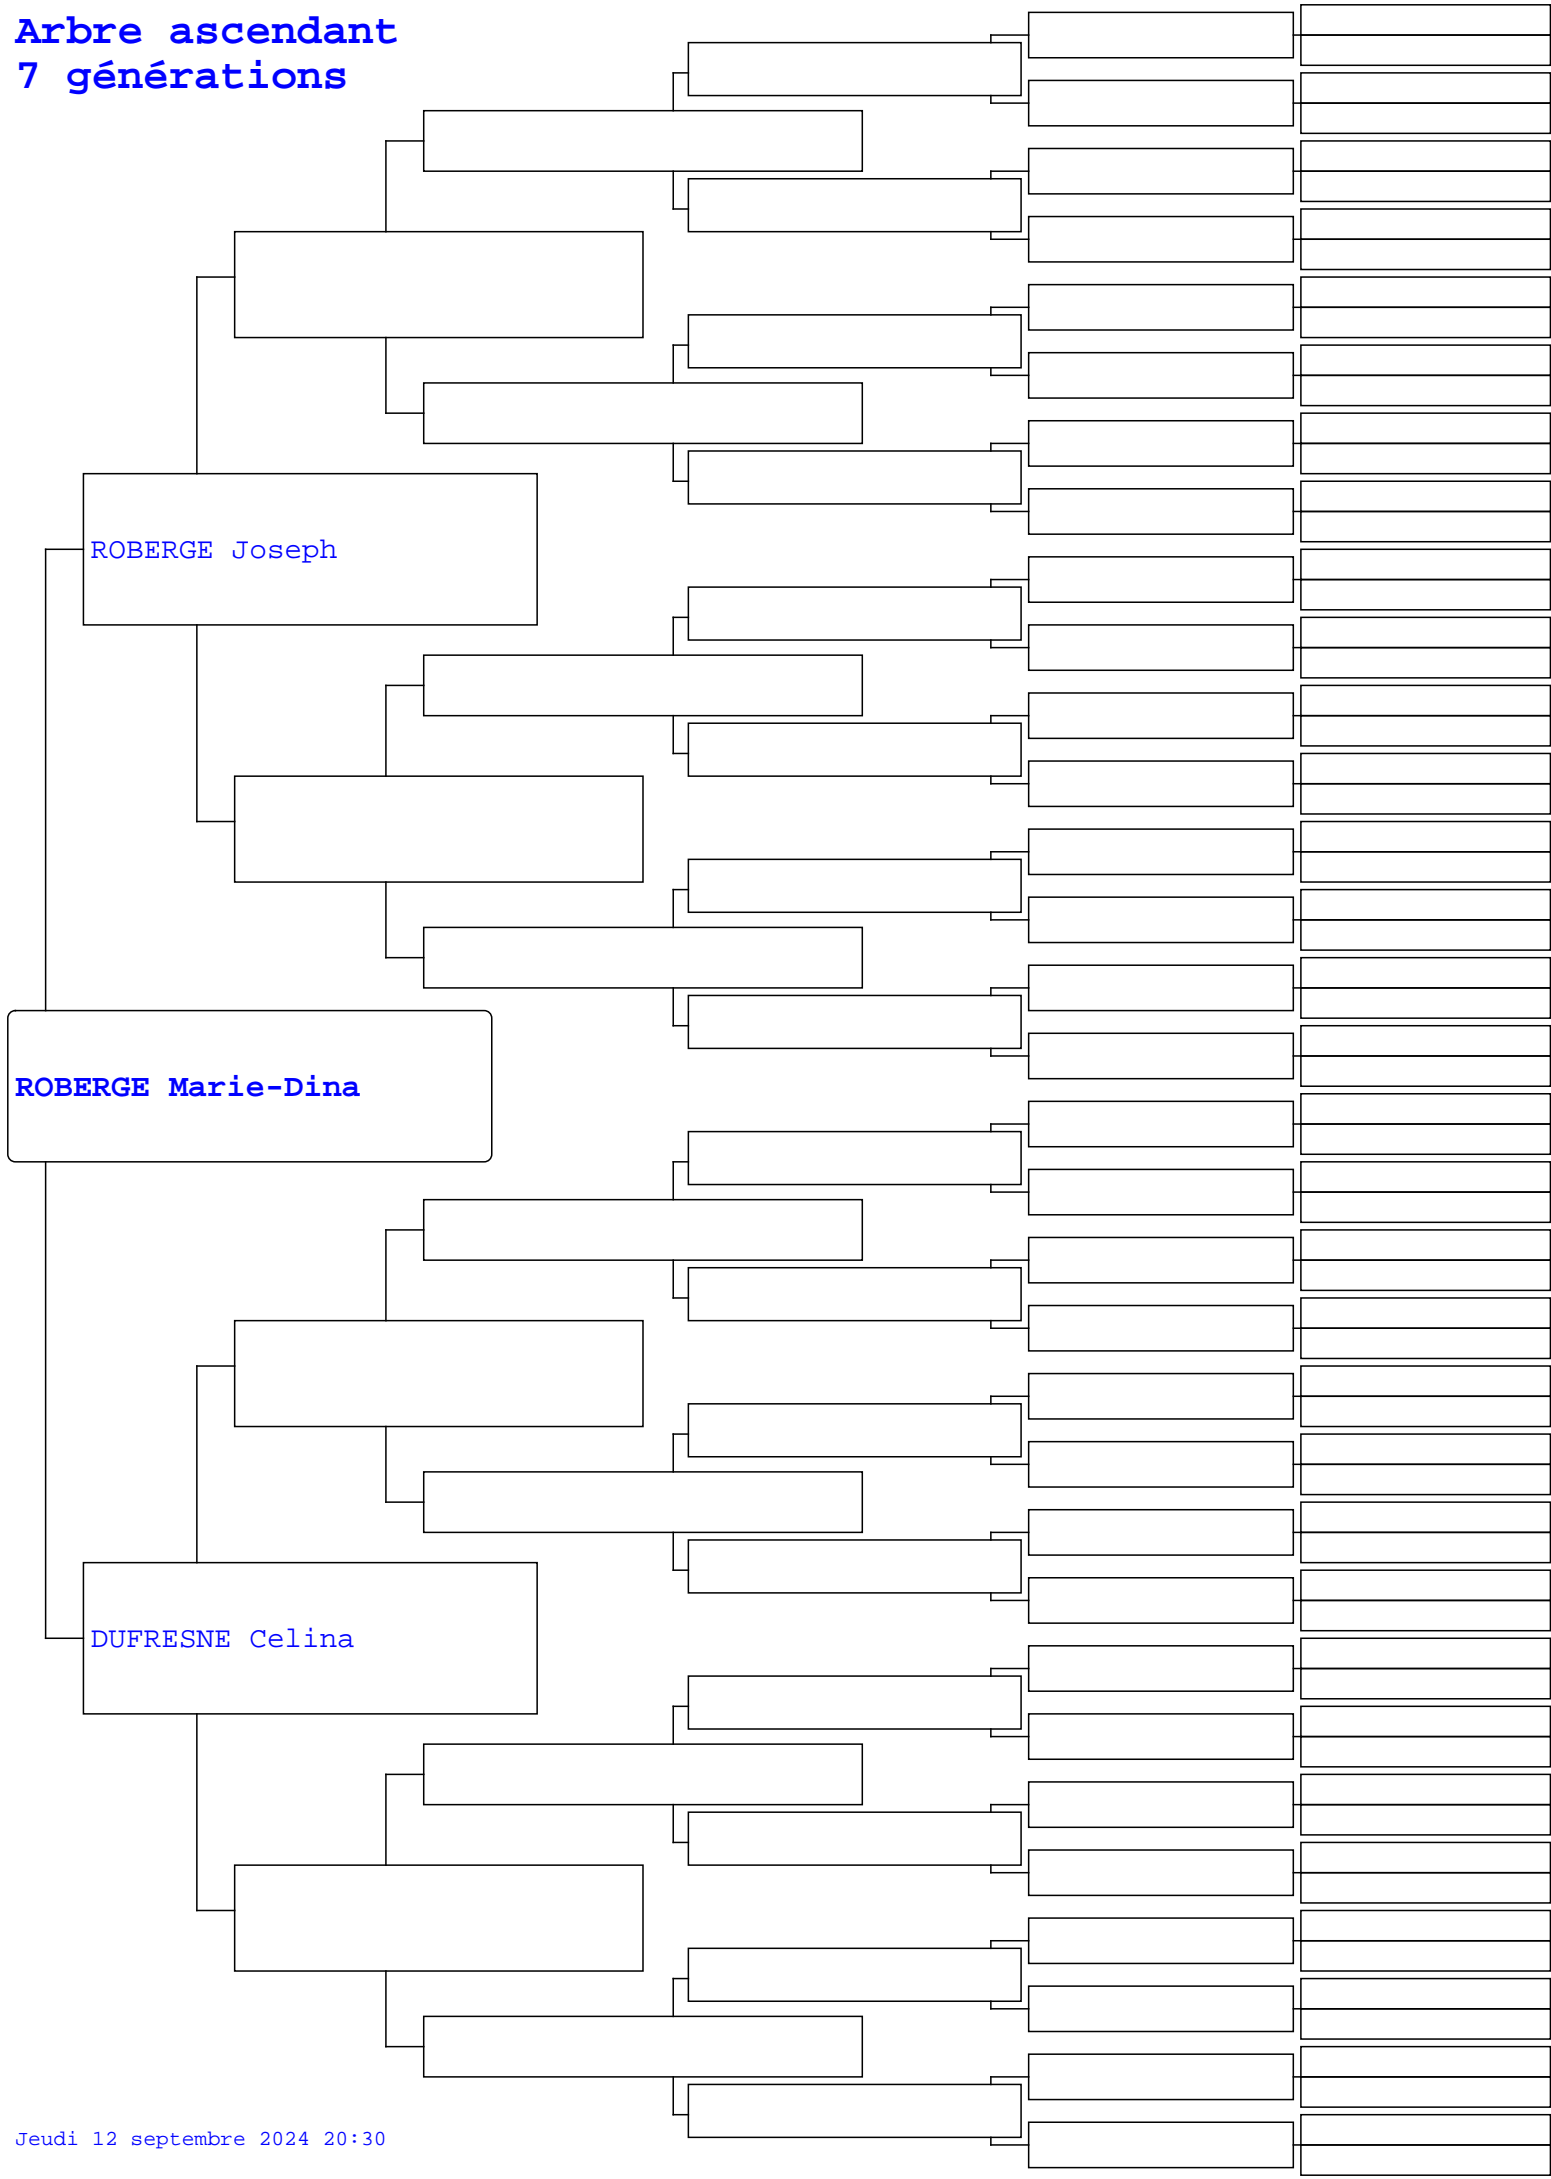 Arbre ascendant
7 générations
ROBERGE Joseph
ROBERGE Marie-Dina
DUFRESNE Celina
Jeudi 12 septembre 2024 20:30